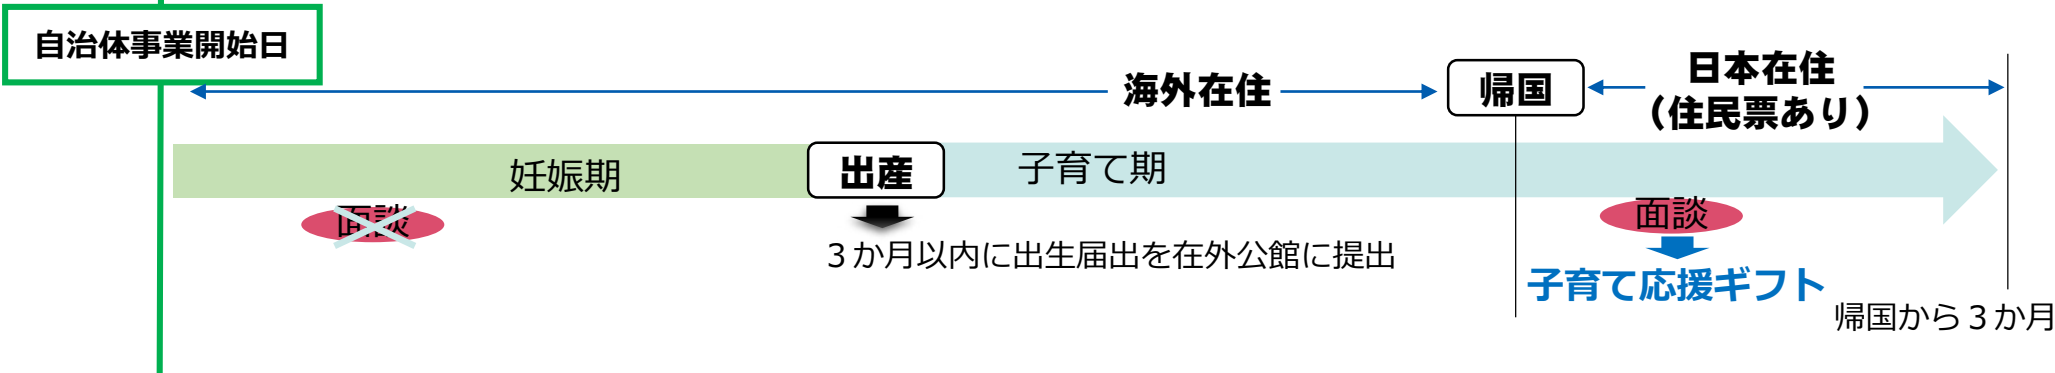 自治体事業開始日
海外在住
帰国
日本在住
（住民票あり）
妊娠期
出産
子育て期
面談
3か月以内に出生届出を在外公館に提出
面談
子育て応援ギフト
帰国から3か月